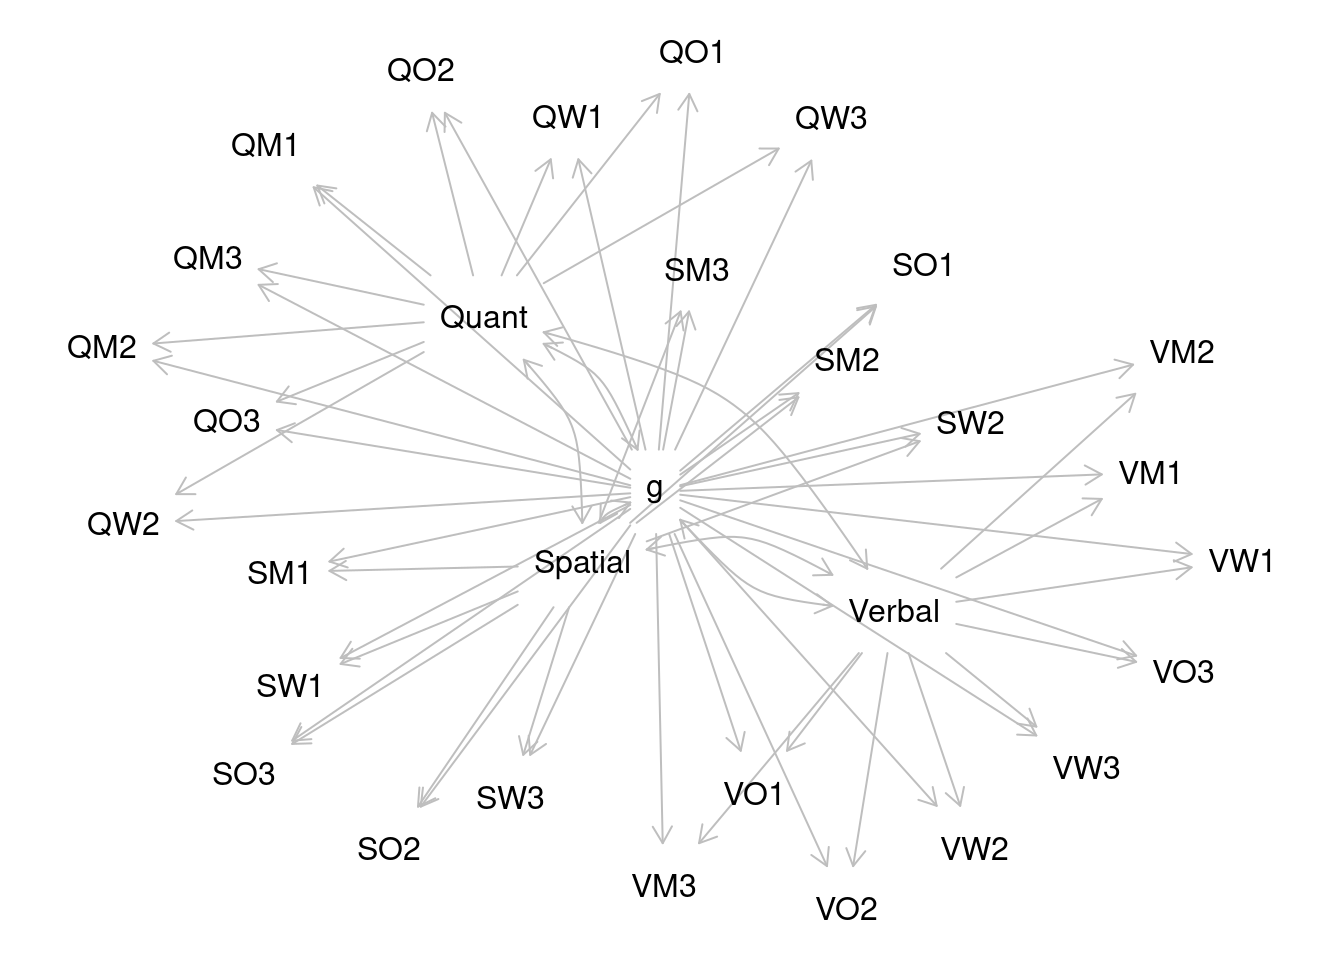 QO1
QO2
QW1
QW3
QM1
QM3
SM3
SO1
Quant
QM2
SM2
VM2
QO3
SW2
VM1
g
QW2
SM1
Spatial
VW1
Verbal
SW1
VO3
SO3
VW3
SW3
VO1
SO2
VW2
VM3
VO2